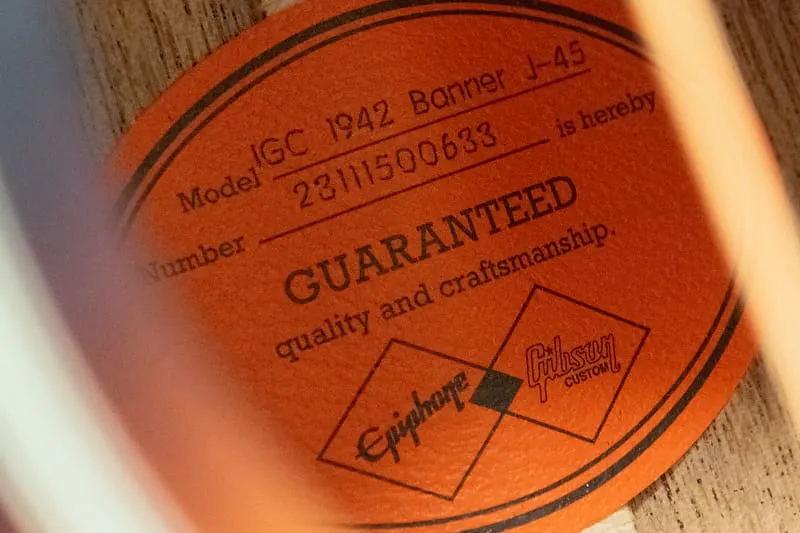 Model IGC 1942 Banner J-45
Number 23111500633 is hereby
GUARANTEED
quality and craftsmanship.
Epiphone
Gibson
CUSTOM